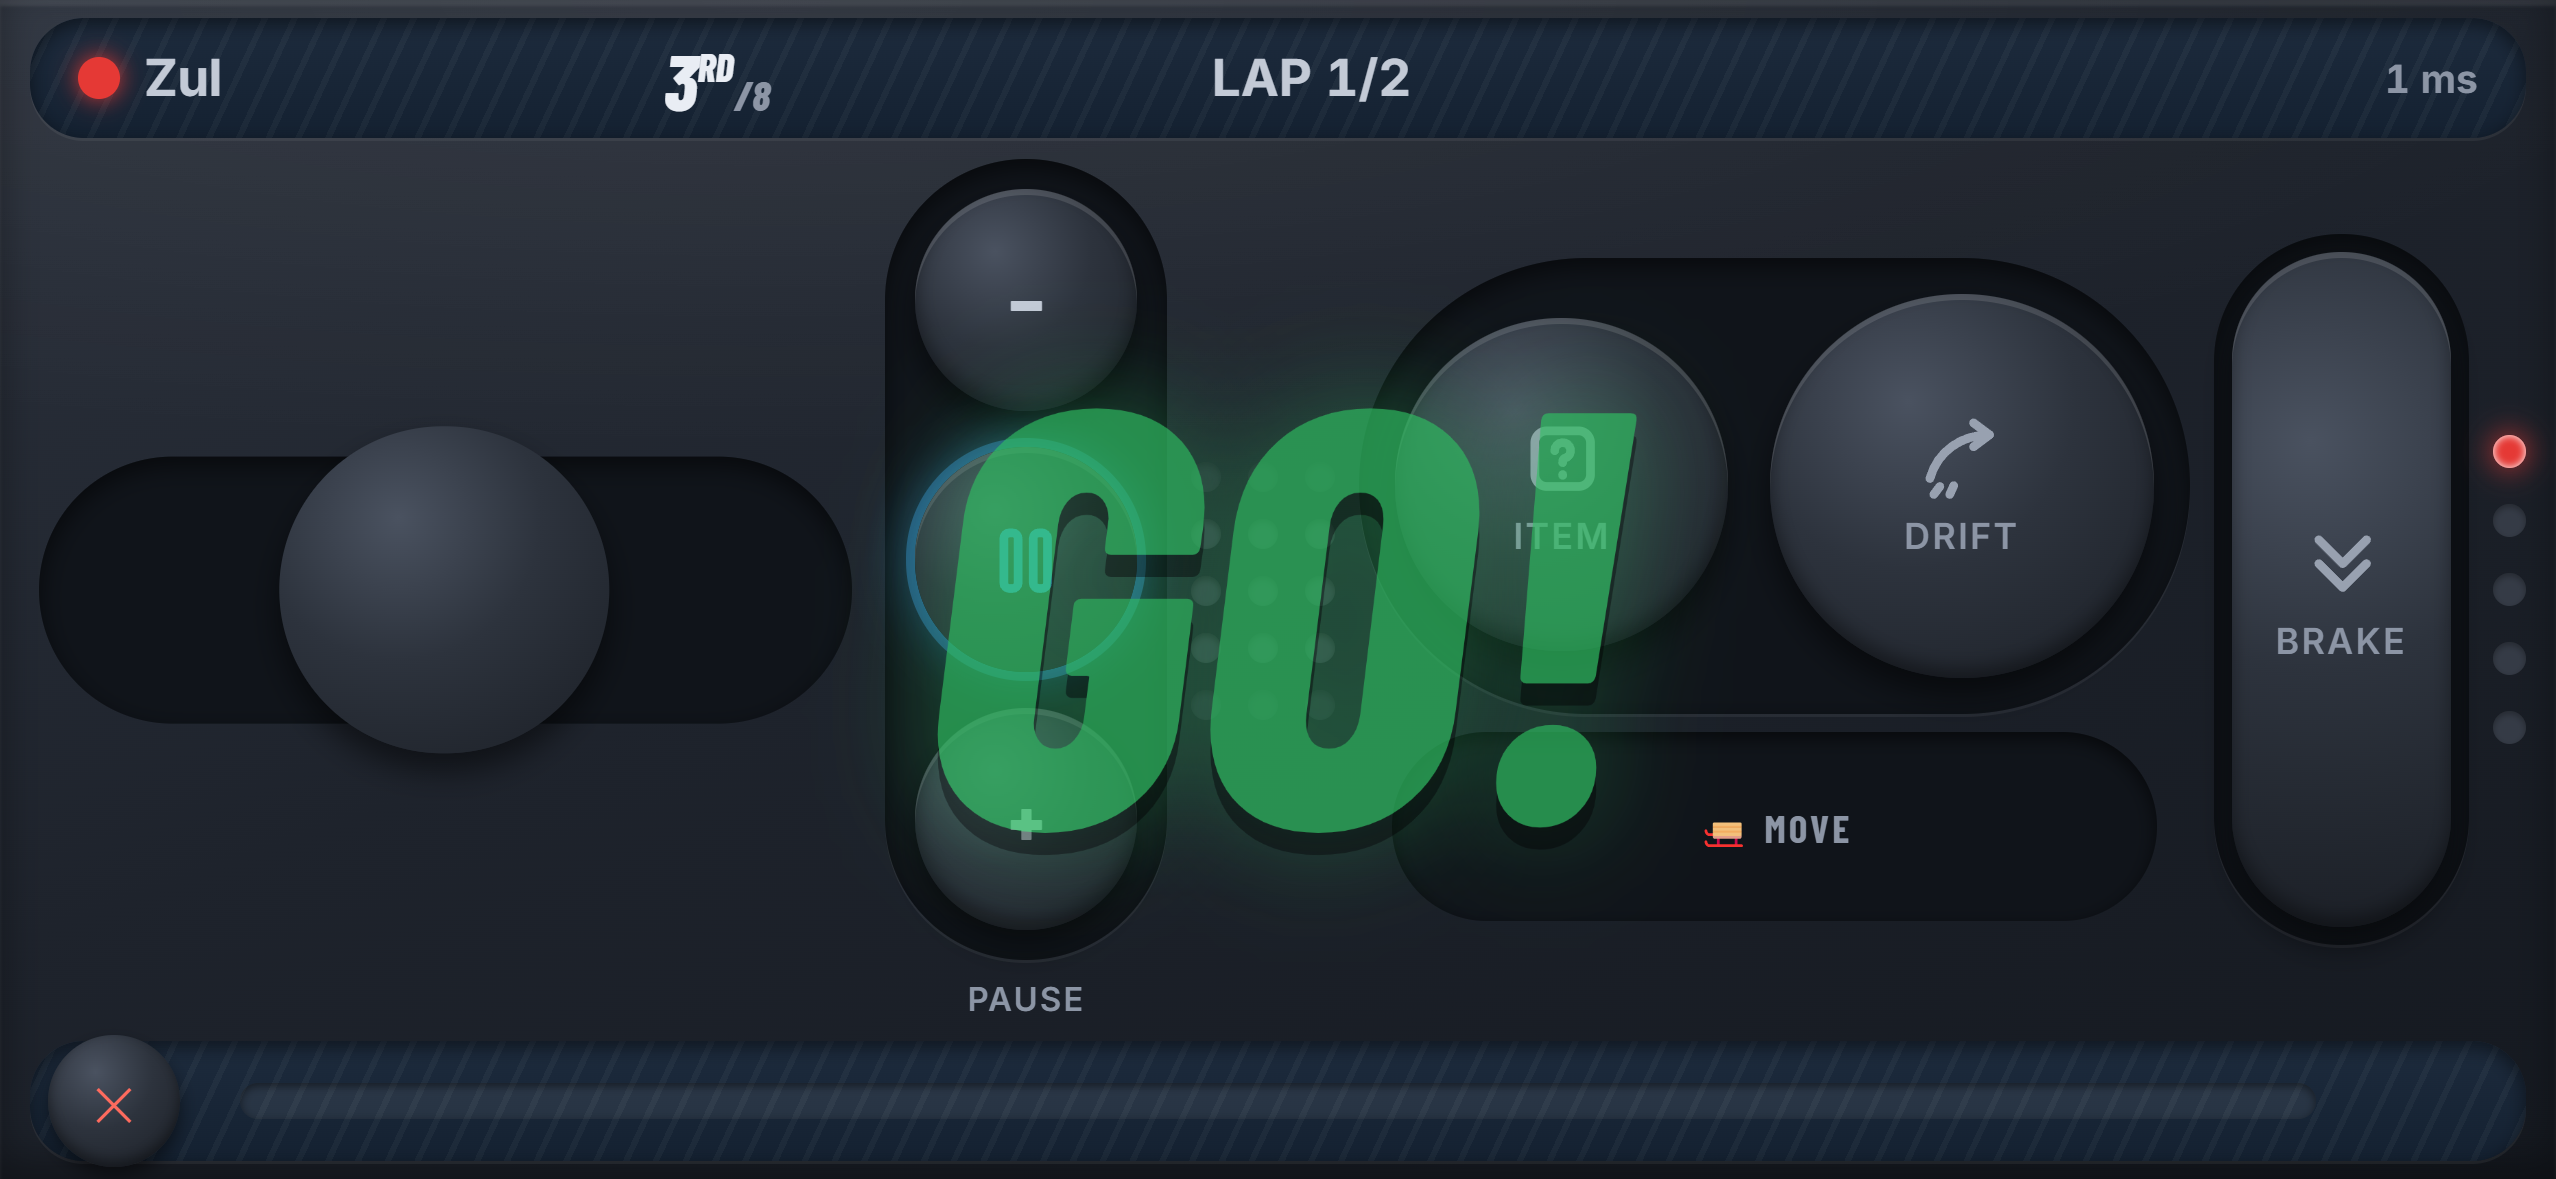 Zul
3RD/8
LAP 1/2
1 ms
-
GO!
?
ITEM
DRIFT
BRAKE
+
MOVE
PAUSE